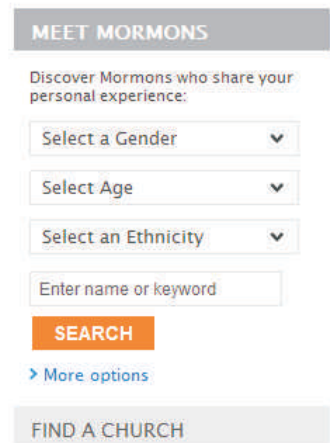 MEET MORMONS
Discover Mormons who share your
personal experience:
Select a Gender
Select Age
Select an Ethnicity
Enter name or keyword
SEARCH
More options
FIND A CHURCH